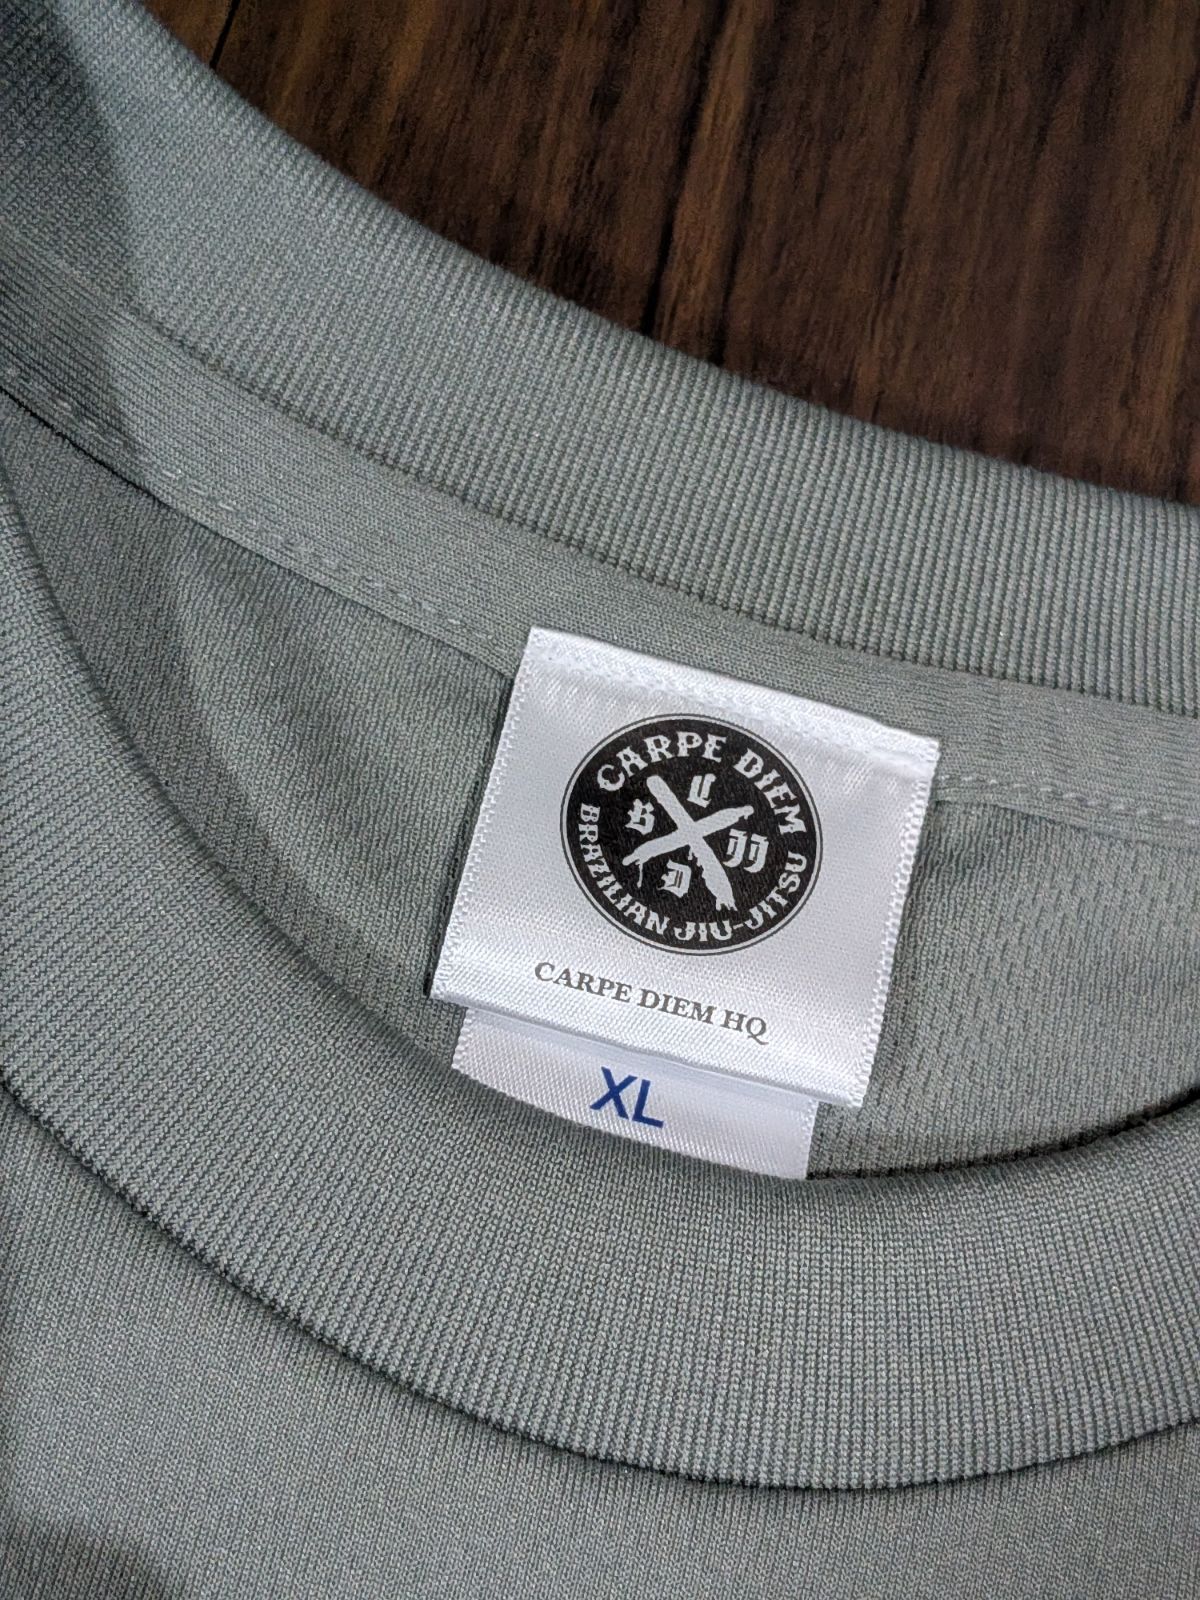 CARPE DIEM
C
B
JJ
D
BRAZILIAN JIU-JITSU
CARPE DIEM HQ
XL